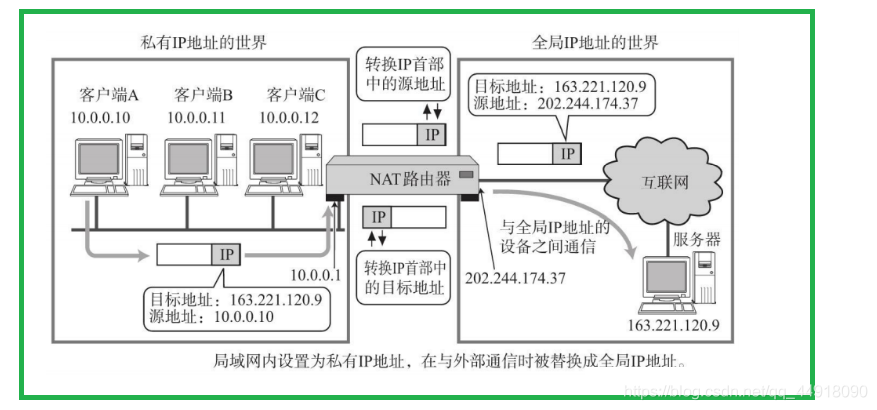 私有IP地址的世界
全局IP地址的世界
转换IP首部
中的源地址
目标地址：163.221.120.9
源地址：202.244.174.37
客户端A
10.0.0.10
客户端B
10.0.0.11
客户端C
10.0.0.12
IP
IP
NAT路由器
互联网
IP
与全局IP地址的
设备之间通信
服务器
IP
10.0.0.1
转换IP首部中
的目标地址
202.244.174.37
目标地址：163.221.120.9
源地址：10.0.0.10
163.221.120.9
局域网内设置为私有IP地址，在与外部通信时被替换成全局IP地址。
https://blog.csdn.net/qq_44918090